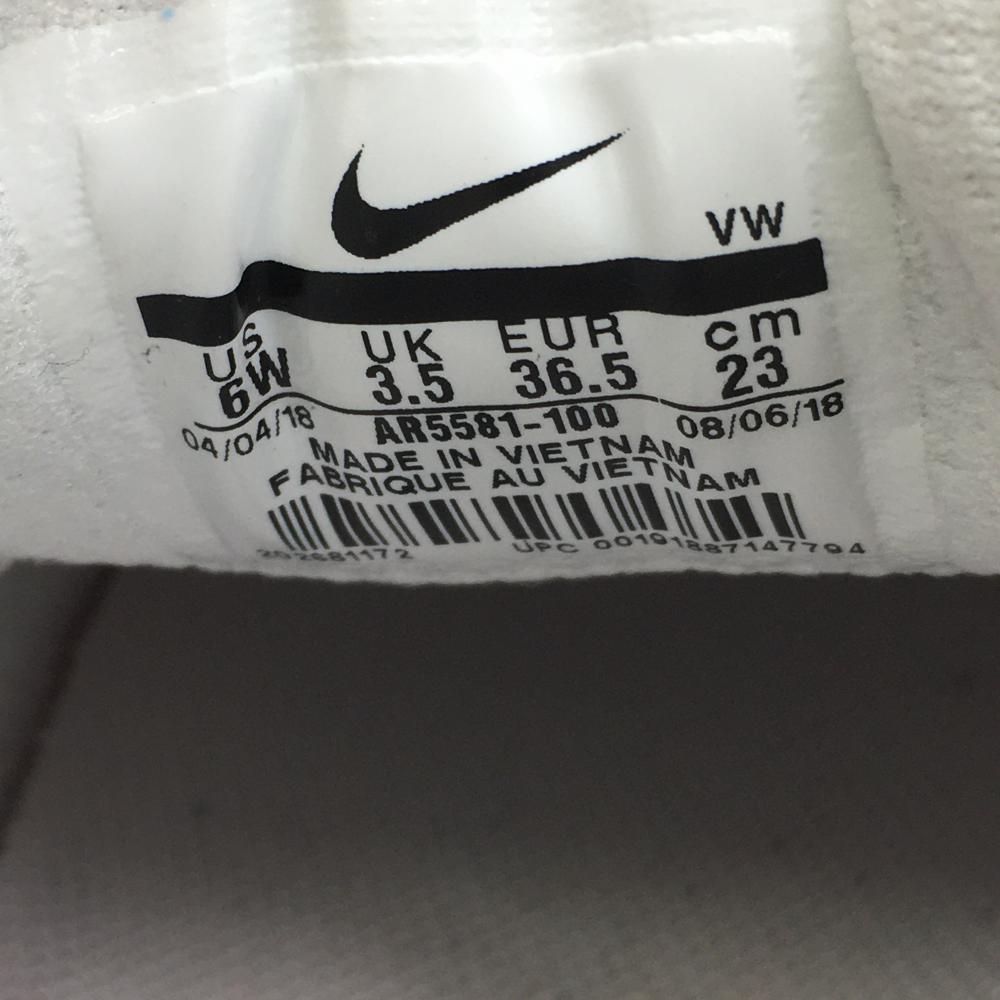 VW
US UK EUR cm
6W 3.5 36.5 23
04/04/18 AR5581-100 08/06/18
MADE IN VIETNAM
FABRIQUE AU VIETNAM
202681172 UPC 00191887147794